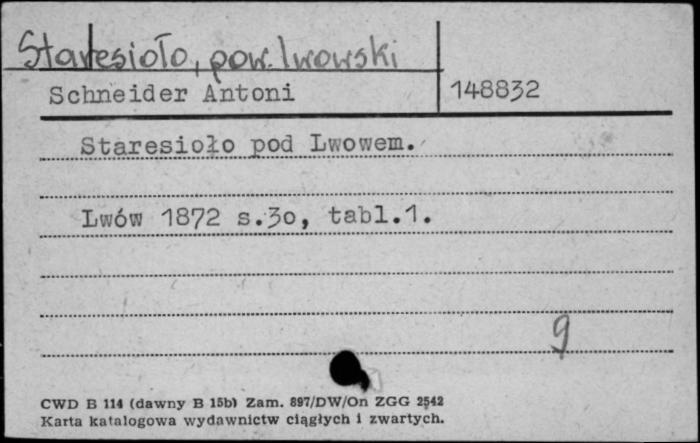 Staresioło, pow. lwowski
Schneider Antoni
148832
Staresioło pod Lwowem.
Lwów 1872 s.30, tabl.1.
9
CWD B 114 (dawny B 15b) Zam. 897/DW/On ZGG 2542
Karta katalogowa wydawnictw ciągłych i zwartych.